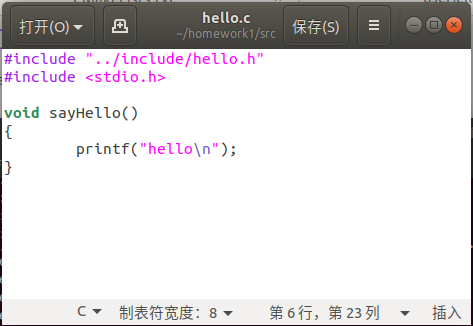 打开(O)
hello.c
~/homework1/src
保存(S)
#include "../include/hello.h"
#include <stdio.h>
void sayHello()
{
printf("hello\n");
}
C
制表符宽度：8
第 6 行，第 23 列
插入